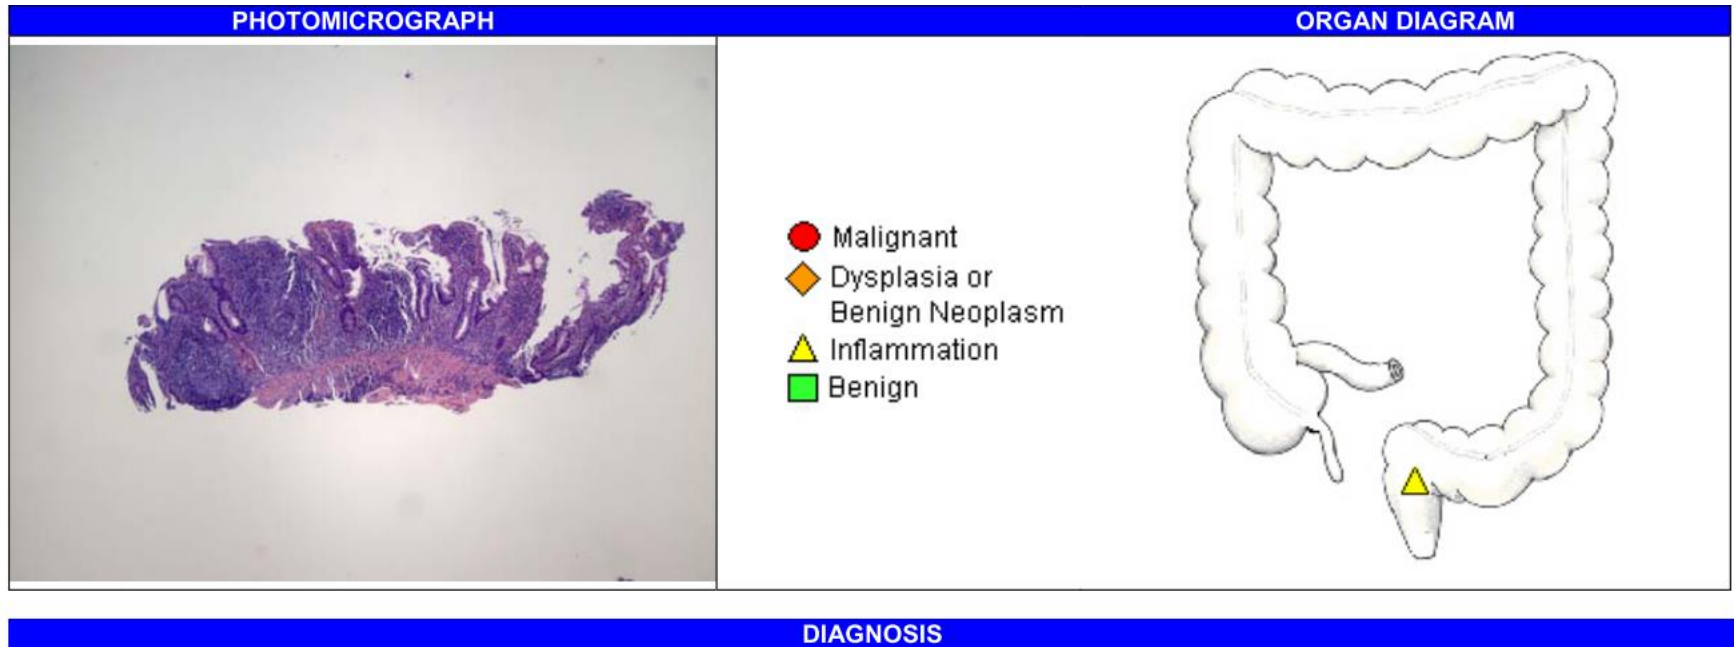 PHOTOMICROGRAPH
ORGAN DIAGRAM
Malignant
Dysplasia or
Benign Neoplasm
Inflammation
Benign
DIAGNOSIS